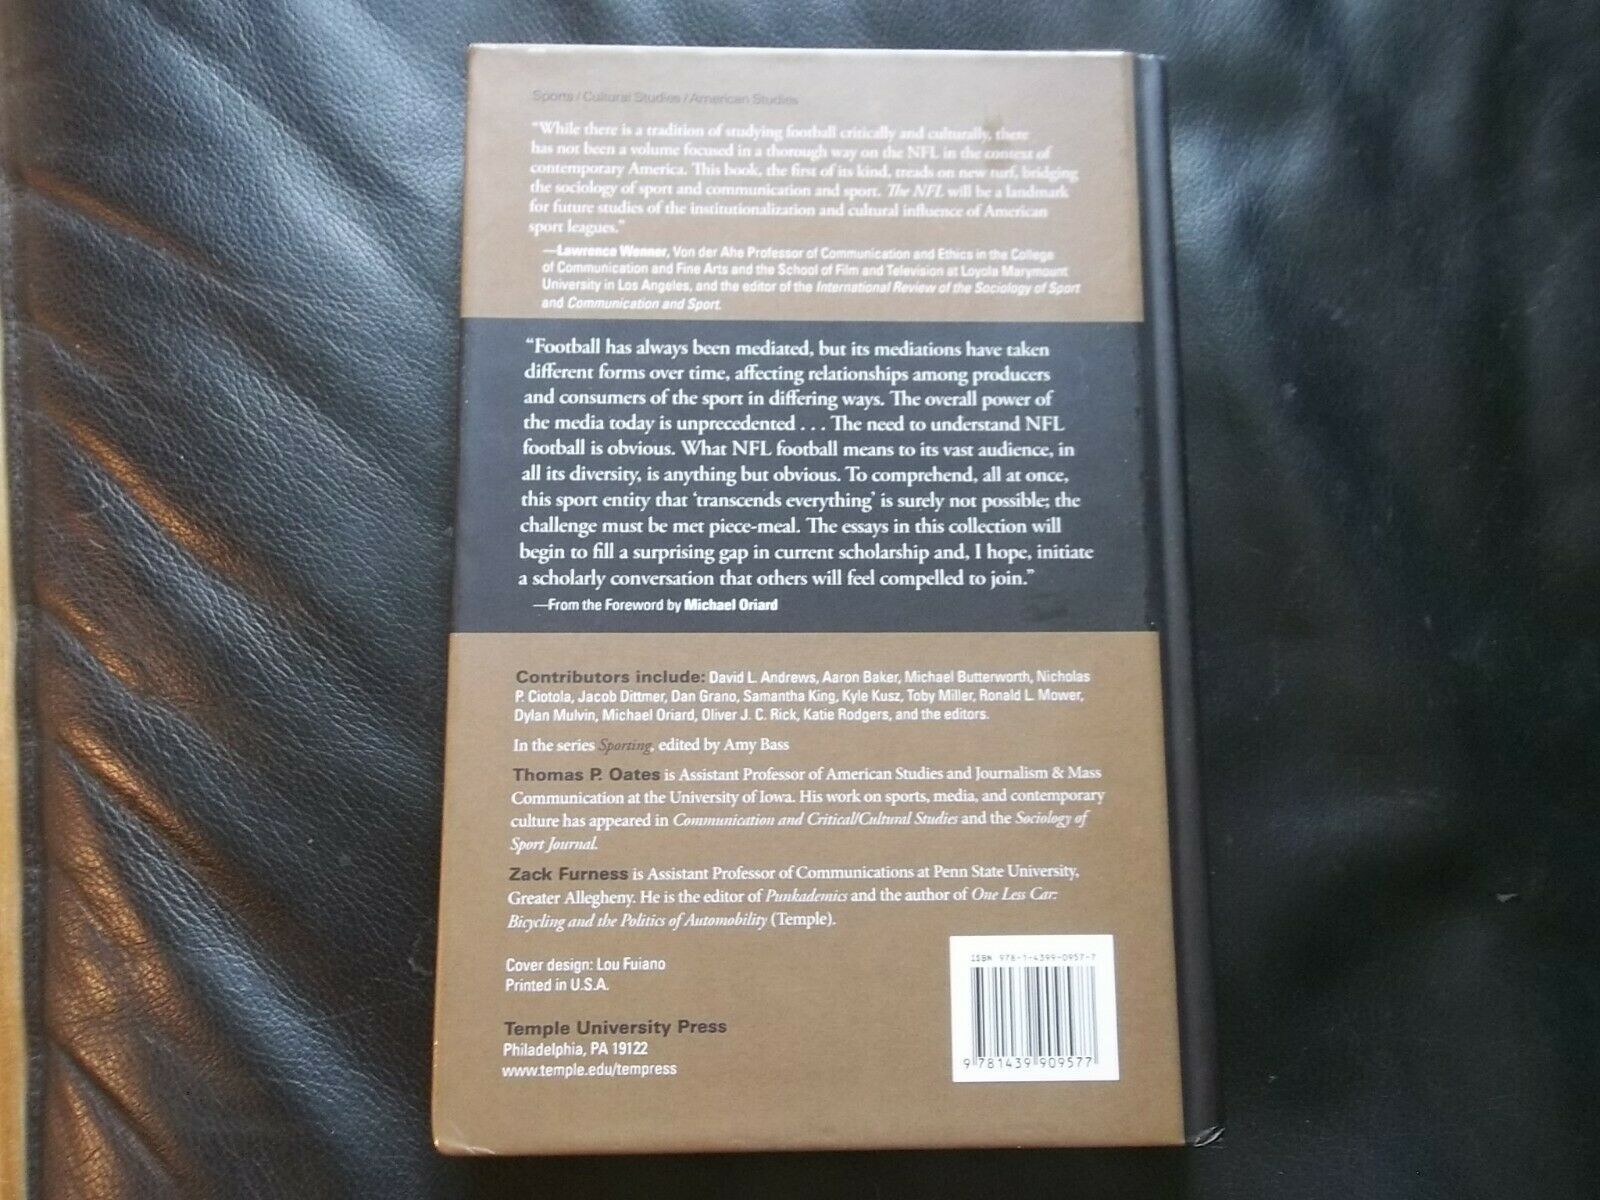 Sports / Cultural Studies / American Studies
“While there is a tradition of studying football critically and culturally, there
has not been a volume focused in a thorough way on the NFL in the context of
contemporary America. This book, the first of its kind, treads on new turf, bridging
the sociology of sport and communication and sport. The NFL will be a landmark
for future studies of the institutionalization and cultural influence of American
sport leagues.”
—Lawrence Wenner, Von der Ahe Professor of Communication and Ethics in the College
of Communication and Fine Arts and the School of Film and Television at Loyola Marymount
University in Los Angeles, and the editor of the International Review of the Sociology of Sport
and Communication and Sport.
“Football has always been mediated, but its mediations have taken
different forms over time, affecting relationships among producers
and consumers of the sport in differing ways. The overall power of
the media today is unprecedented . . . The need to understand NFL
football is obvious. What NFL football means to its vast audience, in
all its diversity, is anything but obvious. To comprehend, all at once,
this sport entity that ‘transcends everything’ is surely not possible; the
challenge must be met piece-meal. The essays in this collection will
begin to fill a surprising gap in current scholarship and, I hope, initiate
a scholarly conversation that others will feel compelled to join.”
—From the Foreword by Michael Oriard
Contributors include: David L. Andrews, Aaron Baker, Michael Butterworth, Nicholas
P. Ciotola, Jacob Dittmer, Dan Grano, Samantha King, Kyle Kusz, Toby Miller, Ronald L. Mower,
Dylan Mulvin, Michael Oriard, Oliver J. C. Rick, Katie Rodgers, and the editors.
In the series Sporting, edited by Amy Bass
Thomas P. Oates is Assistant Professor of American Studies and Journalism & Mass
Communication at the University of Iowa. His work on sports, media, and contemporary
culture has appeared in Communication and Critical/Cultural Studies and the Sociology of
Sport Journal.
Zack Furness is Assistant Professor of Communications at Penn State University,
Greater Allegheny. He is the editor of Punkademics and the author of One Less Car:
Bicycling and the Politics of Automobility (Temple).
Cover design: Lou Fuiano
Printed in U.S.A.
Temple University Press
Philadelphia, PA 19122
www.temple.edu/tempress
ISBN 978-1-4399-0957-7
9 781439 909577